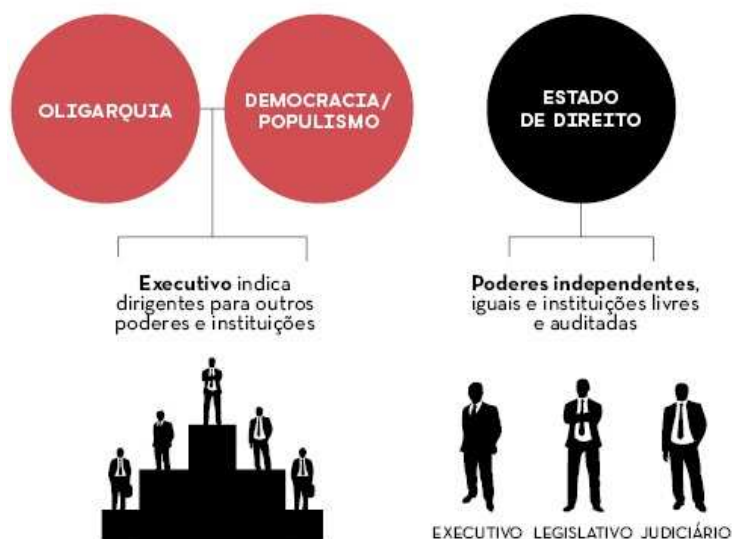 OLIGARQUIA
DEMOCRACIA/
POPULISMO
ESTADO
DE DIREITO
Executivo indica
dirigentes para outros
poderes e instituições
Poderes independentes,
iguais e instituições livres
e auditadas
EXECUTIVO LEGISLATIVO JUDICIÁRIO